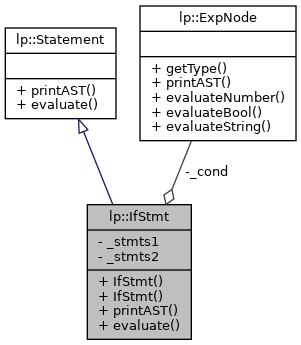 lp::Statement
+ printAST()
+ evaluate()
lp::ExpNode
+ getType()
+ printAST()
+ evaluateNumber()
+ evaluateBool()
+ evaluateString()
-_cond
lp::IfStmt
- _stmts1
- _stmts2
+ IfStmt()
+ IfStmt()
+ printAST()
+ evaluate()